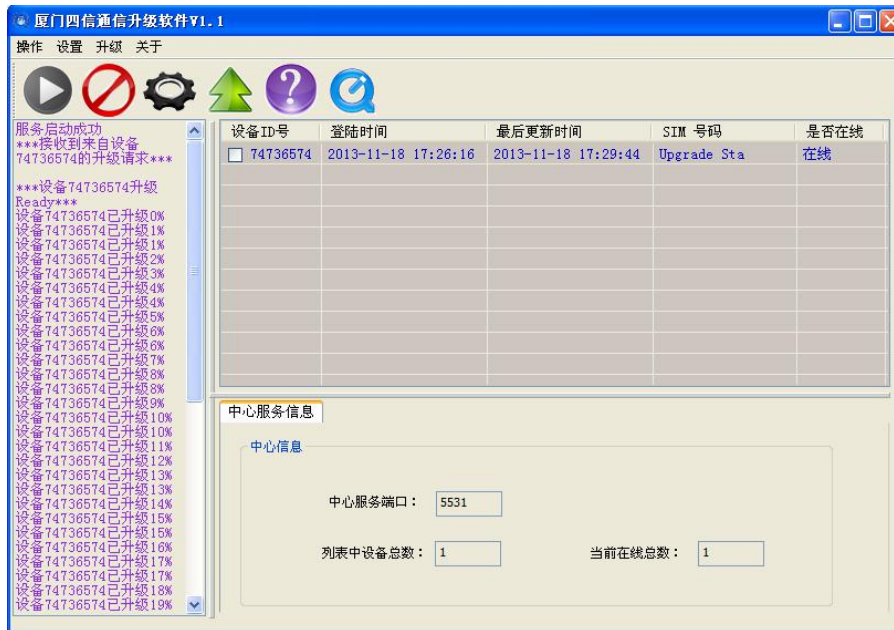 厦门四信通信升级软件V1.1
操作 设置 升级 关于
服务启动成功
***接收到来自设备
74736574的升级请求***
***设备74736574升级
Ready***
设备74736574已升级0%
设备74736574已升级1%
设备74736574已升级1%
设备74736574已升级2%
设备74736574已升级3%
设备74736574已升级4%
设备74736574已升级4%
设备74736574已升级5%
设备74736574已升级6%
设备74736574已升级6%
设备74736574已升级7%
设备74736574已升级8%
设备74736574已升级8%
设备74736574已升级9%
设备74736574已升级10%
设备74736574已升级10%
设备74736574已升级11%
设备74736574已升级12%
设备74736574已升级13%
设备74736574已升级13%
设备74736574已升级14%
设备74736574已升级15%
设备74736574已升级15%
设备74736574已升级16%
设备74736574已升级17%
设备74736574已升级17%
设备74736574已升级18%
设备74736574已升级19%
设备ID号 登陆时间 最后更新时间 SIM 号码 是否在线
74736574 2013-11-18 17:26:16 2013-11-18 17:29:44 Upgrade Sta 在线
中心服务信息
中心信息
中心服务端口： 5531
列表中设备总数： 1 当前在线总数： 1